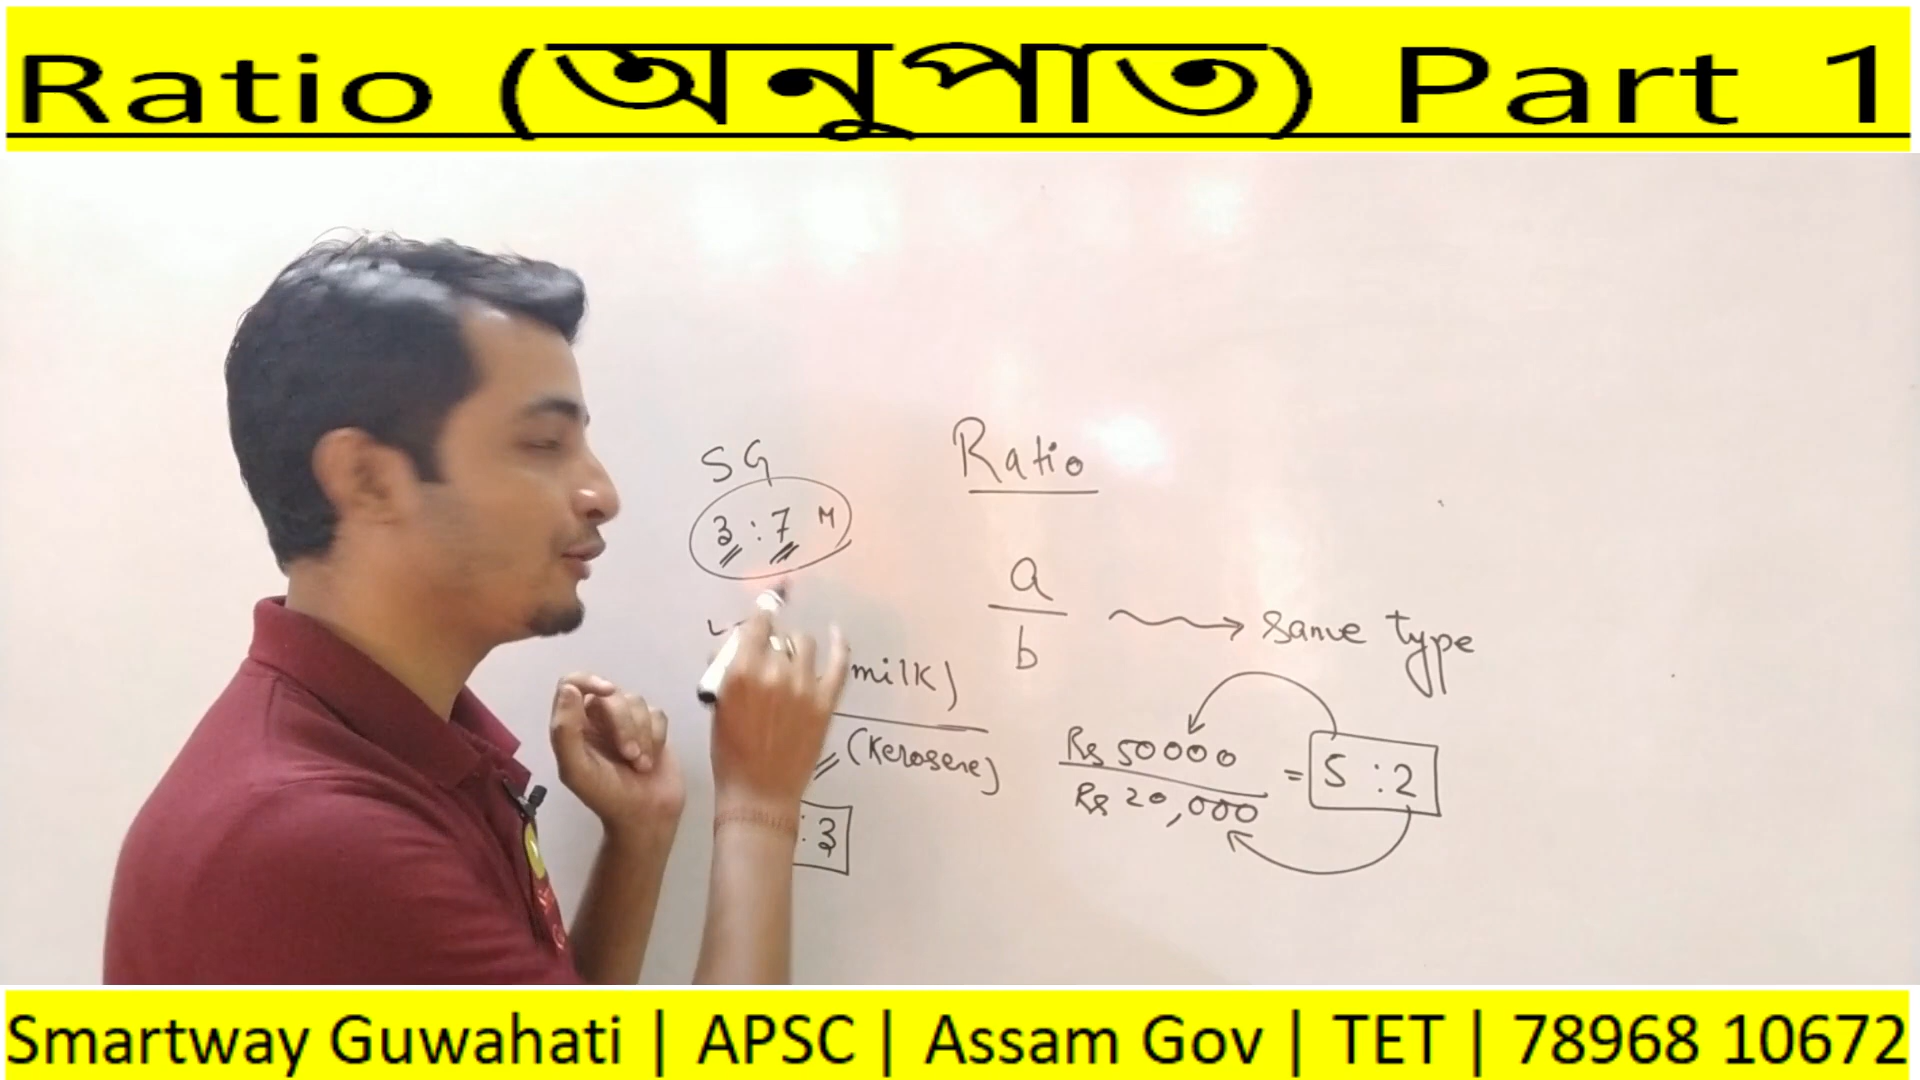 Ratio (অনুপাত) Part 1
SG
3 : 7 M
milk)
(Kerosene)
: 3
Ratio
a
b
same type
Rs 50000
Rs 20,000
= 5 : 2
Smartway Guwahati | APSC | Assam Gov | TET | 78968 10672